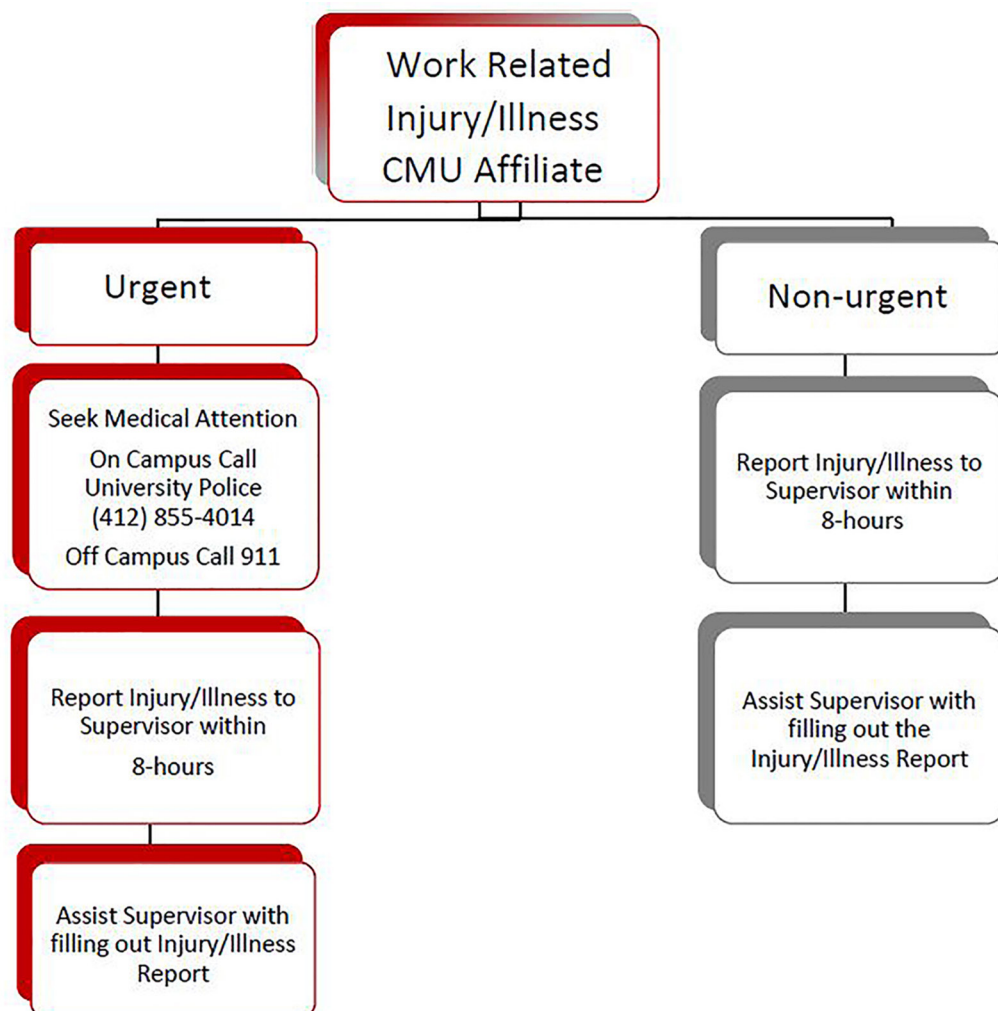 Work Related
Injury/Illness
CMU Affiliate
Urgent
Seek Medical Attention
On Campus Call
University Police
(412) 855-4014
Off Campus Call 911
Report Injury/Illness to
Supervisor within
8-hours
Assist Supervisor with
filling out Injury/Illness
Report
Non-urgent
Report Injury/Illness to
Supervisor within
8-hours
Assist Supervisor with
filling out the
Injury/Illness Report